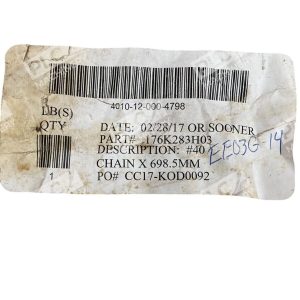 4010-12-000-4798
LB(S)
QTY
1
DATE: 02/28/17 OR SOONER
PART# :176K283H03
DESCRIPTION: #40
CHAIN X 698.5MM
PO# CC17-KOD0092
EE03G-14